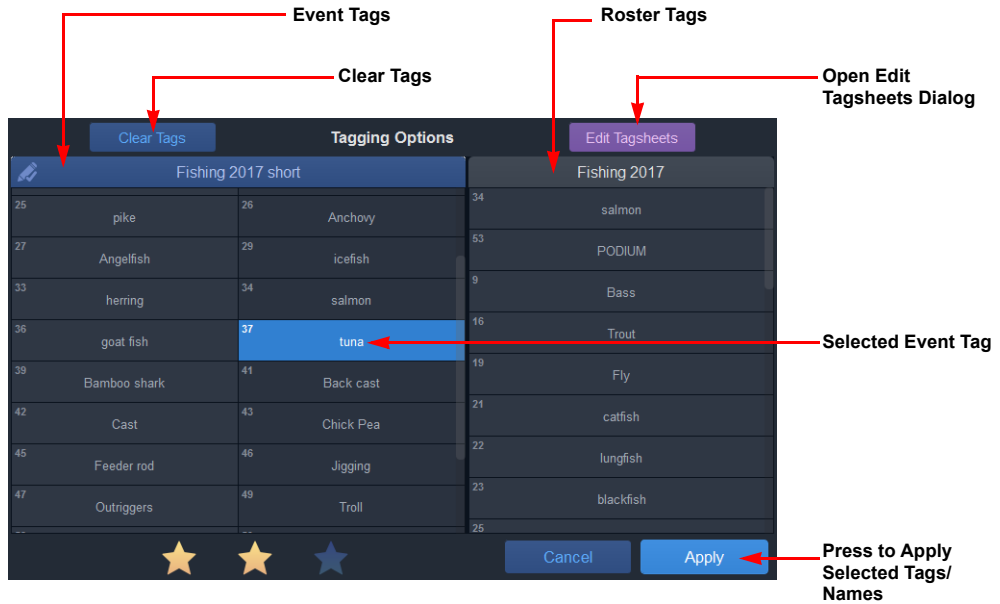 Event Tags
Roster Tags
Clear Tags
Open Edit
Tagsheets Dialog
Clear Tags
Tagging Options
Edit Tagsheets
Fishing 2017 short
Fishing 2017
25 pike
26 Anchovy
27 Angelfish
29 icefish
33 herring
34 salmon
36 goat fish
37 tuna
39 Bamboo shark
41 Back cast
42 Cast
43 Chick Pea
45 Feeder rod
46 Jigging
47 Outriggers
49 Troll
34 salmon
53 PODIUM
9 Bass
16 Trout
19 Fly
21 catfish
22 lungfish
23 blackfish
25
Selected Event Tag
Cancel
Apply
Press to Apply
Selected Tags/
Names